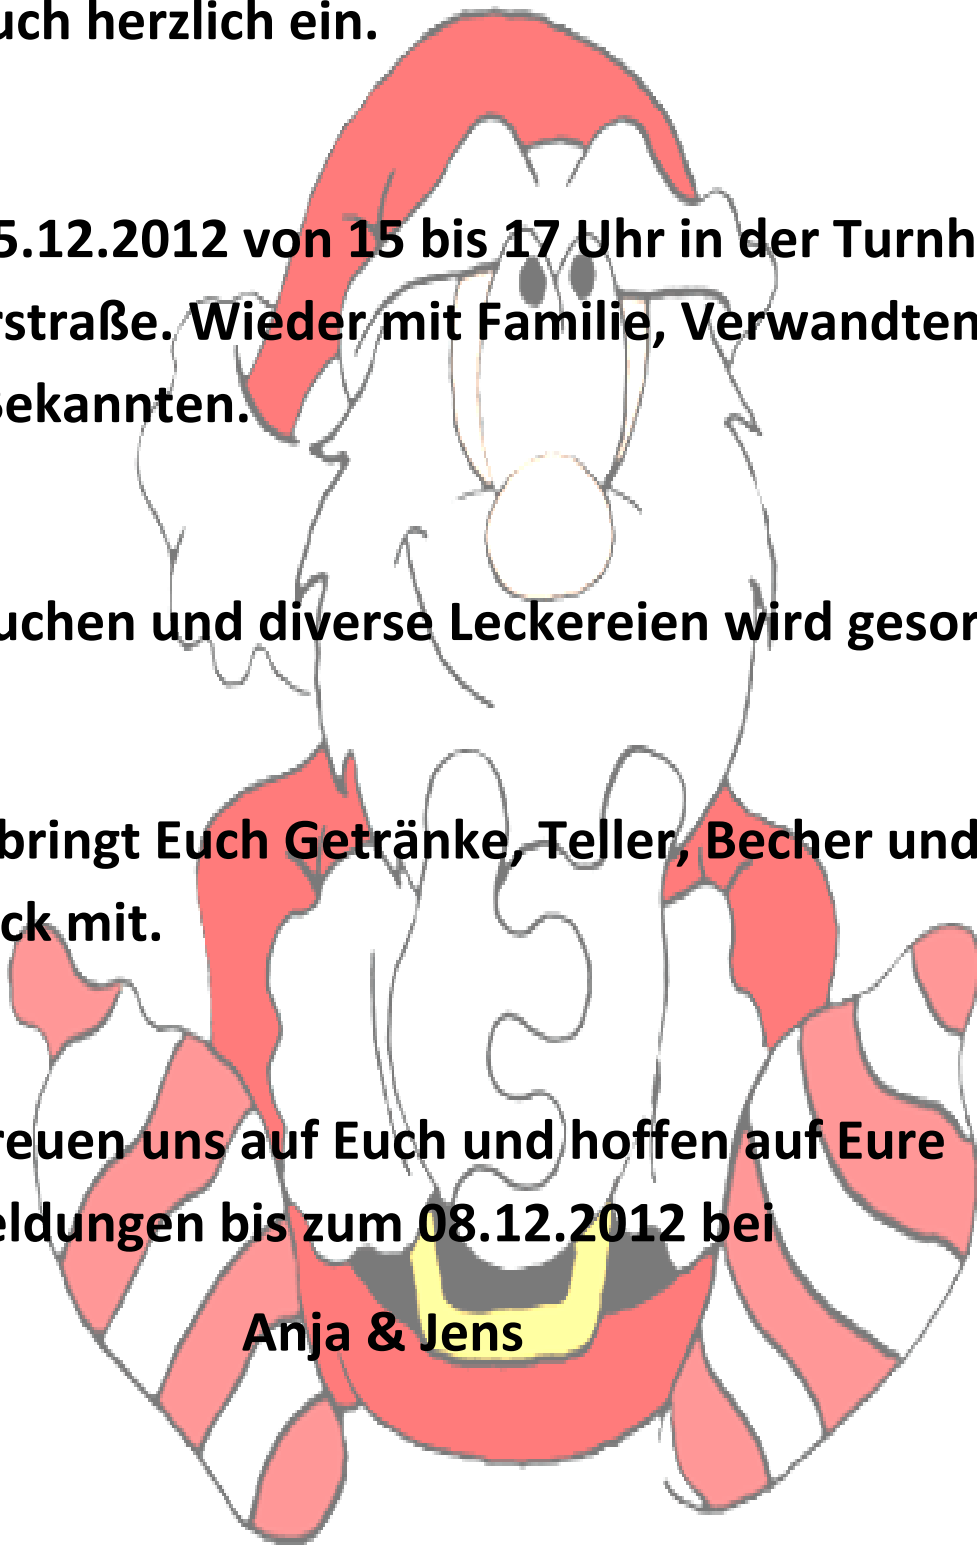 uch herzlich ein.
5.12.2012 von 15 bis 17 Uhr in der Turnh
rstraße. Wieder mit Familie, Verwandten
Bekannten.
uchen und diverse Leckereien wird gesor
bringt Euch Getränke, Teller, Becher und
ck mit.
reuen uns auf Euch und hoffen auf Eure
eldungen bis zum 08.12.2012 bei
Anja & Jens